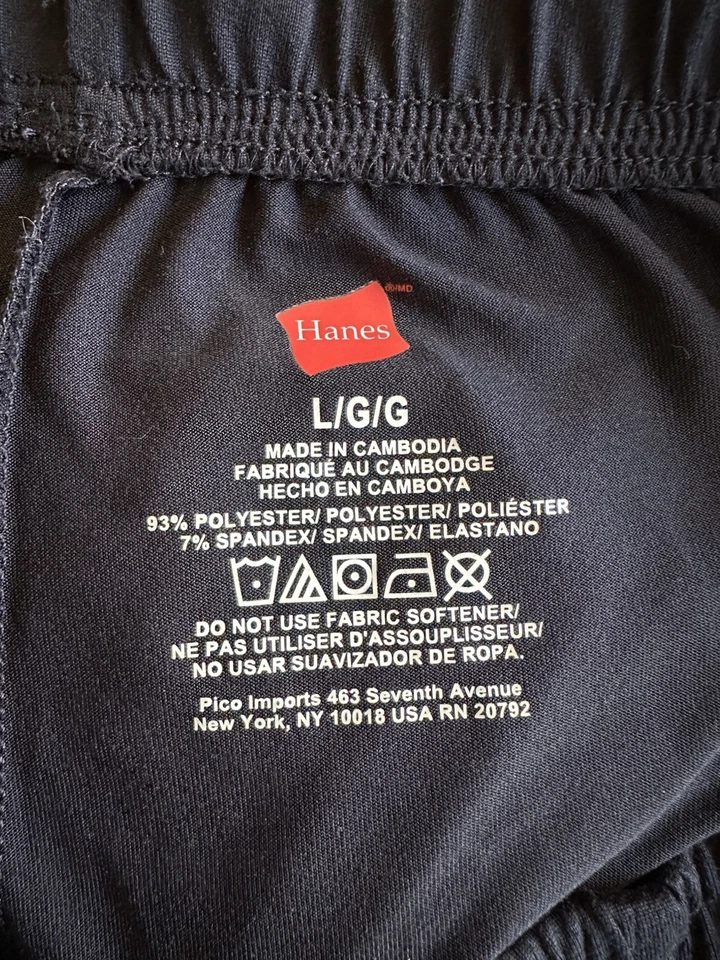 ®/MD
Hanes
L/G/G
MADE IN CAMBODIA
FABRIQUÉ AU CAMBODGE
HECHO EN CAMBOYA
93% POLYESTER/ POLYESTER/ POLIÉSTER
7% SPANDEX/ SPANDEX/ ELASTANO
DO NOT USE FABRIC SOFTENER/
NE PAS UTILISER D'ASSOUPLISSEUR/
NO USAR SUAVIZADOR DE ROPA.
Pico Imports 463 Seventh Avenue
New York, NY 10018 USA RN 20792